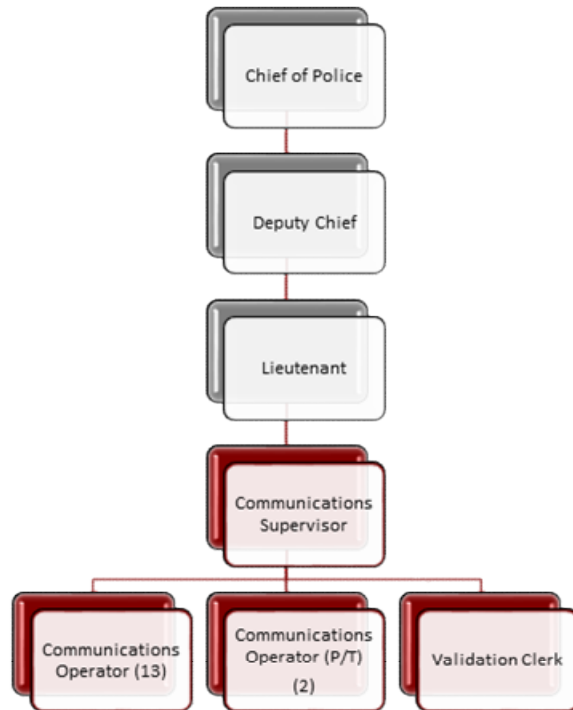 Chief of Police
Deputy Chief
Lieutenant
Communications
Supervisor
Communications
Operator (13)
Communications
Operator (P/T)
(2)
Validation Clerk